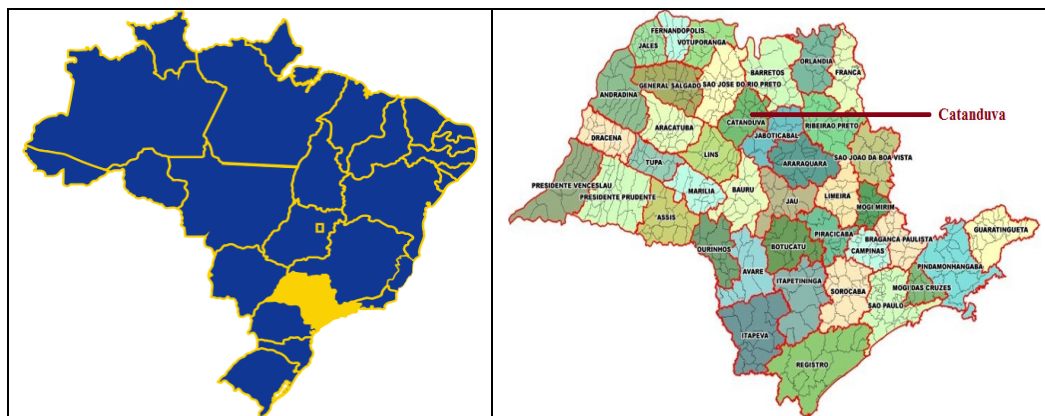 FERNANDOPOLIS
JALES
VOTUPORANGA
ORLANDIA
BARRETOS
FRANCA
GENERAL SALGADO
SAO JOSE DO RIO PRETO
ANDRADINA
CATANDUVA
Catanduva
RIBEIRAO PRETO
ARACATUBA
DRACENA
JABOTICABAL
LINS
SAO JOAO DA BOA VISTA
TUPA
ARARAQUARA
PRESIDENTE VENCESLAU
MARILIA
BAURU
PRESIDENTE PRUDENTE
LIMEIRA
JAU
MOGI MIRIM
ASSIS
GUARATINGUETA
PIRACICABA
BRAGANCA PAULISTA
OURINHOS
BOTUCATU
CAMPINAS
PINDAMONHANGABA
AVARE
ITAPETININGA
SOROCABA
MOGI DAS CRUZES
SAO PAULO
ITAPEVA
REGISTRO